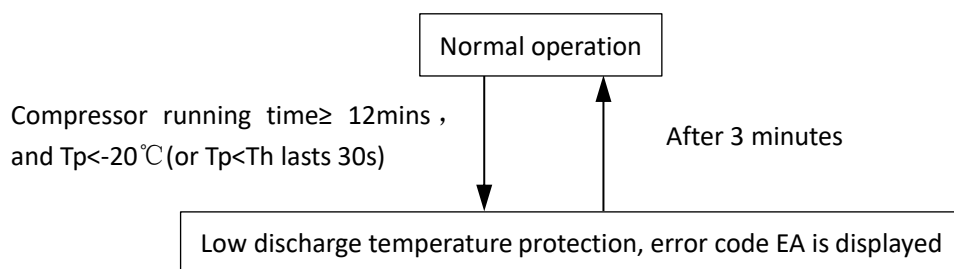 Normal operation
Compressor running time≥ 12mins，
and Tp<-20℃(or Tp<Th lasts 30s)
After 3 minutes
Low discharge temperature protection, error code EA is displayed